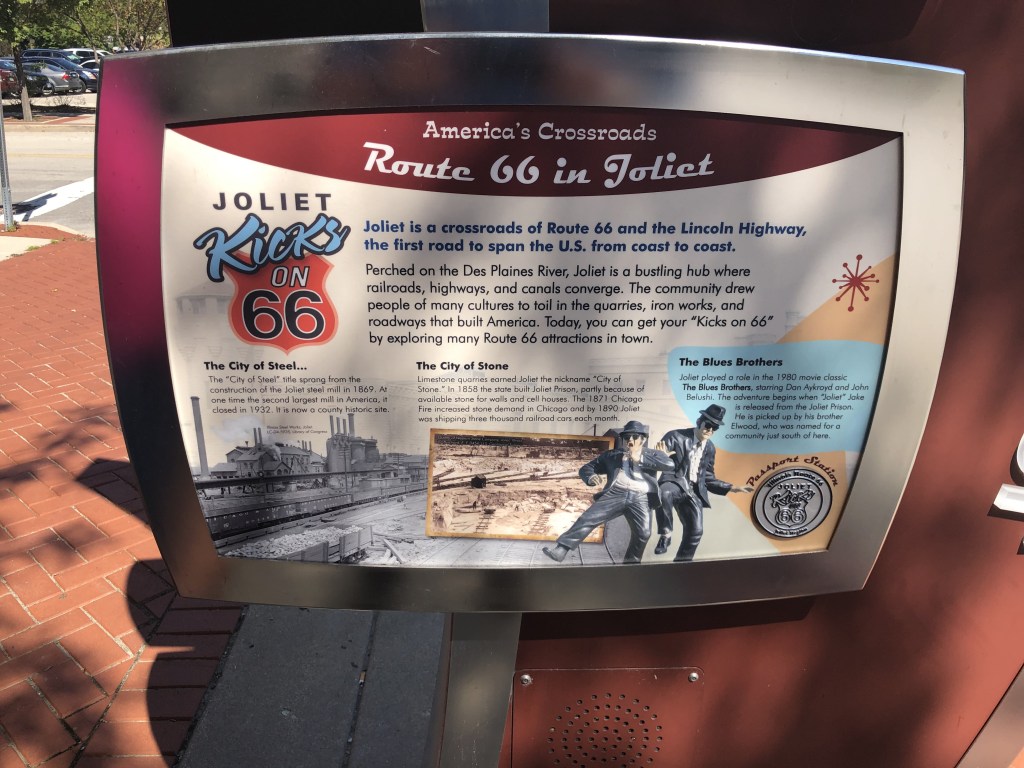 America's Crossroads
Route 66 in Joliet
JOLIET
Kicks
ON
66
Joliet is a crossroads of Route 66 and the Lincoln Highway,
the first road to span the U.S. from coast to coast.
Perched on the Des Plaines River, Joliet is a bustling hub where
railroads, highways, and canals converge. The community drew
people of many cultures to toil in the quarries, iron works, and
roadways that built America. Today, you can get your "Kicks on 66"
by exploring many Route 66 attractions in town.
The City of Steel...
The "City of Steel" title sprang from the
construction of the Joliet steel mill in 1869. At
one time the second largest mill in America, it
closed in 1932. It is now a county historic site.
The City of Stone
Limestone quarries earned Joliet the nickname "City of
Stone." In 1858 the state built Joliet Prison, partly because of
available stone for walls and cell houses. The 1871 Chicago
Fire increased stone demand in Chicago and by 1890 Joliet
was shipping three thousand railroad cars each month.
The Blues Brothers
Joliet played a role in the 1980 movie classic
The Blues Brothers, starring Dan Aykroyd and John
Belushi. The adventure begins when "Joliet" Jake
is released from the Joliet Prison.
He is picked up by his brother
Elwood, who was named for a
community just south of here.
Passport Station
JOLIET
Kicks
ON
66